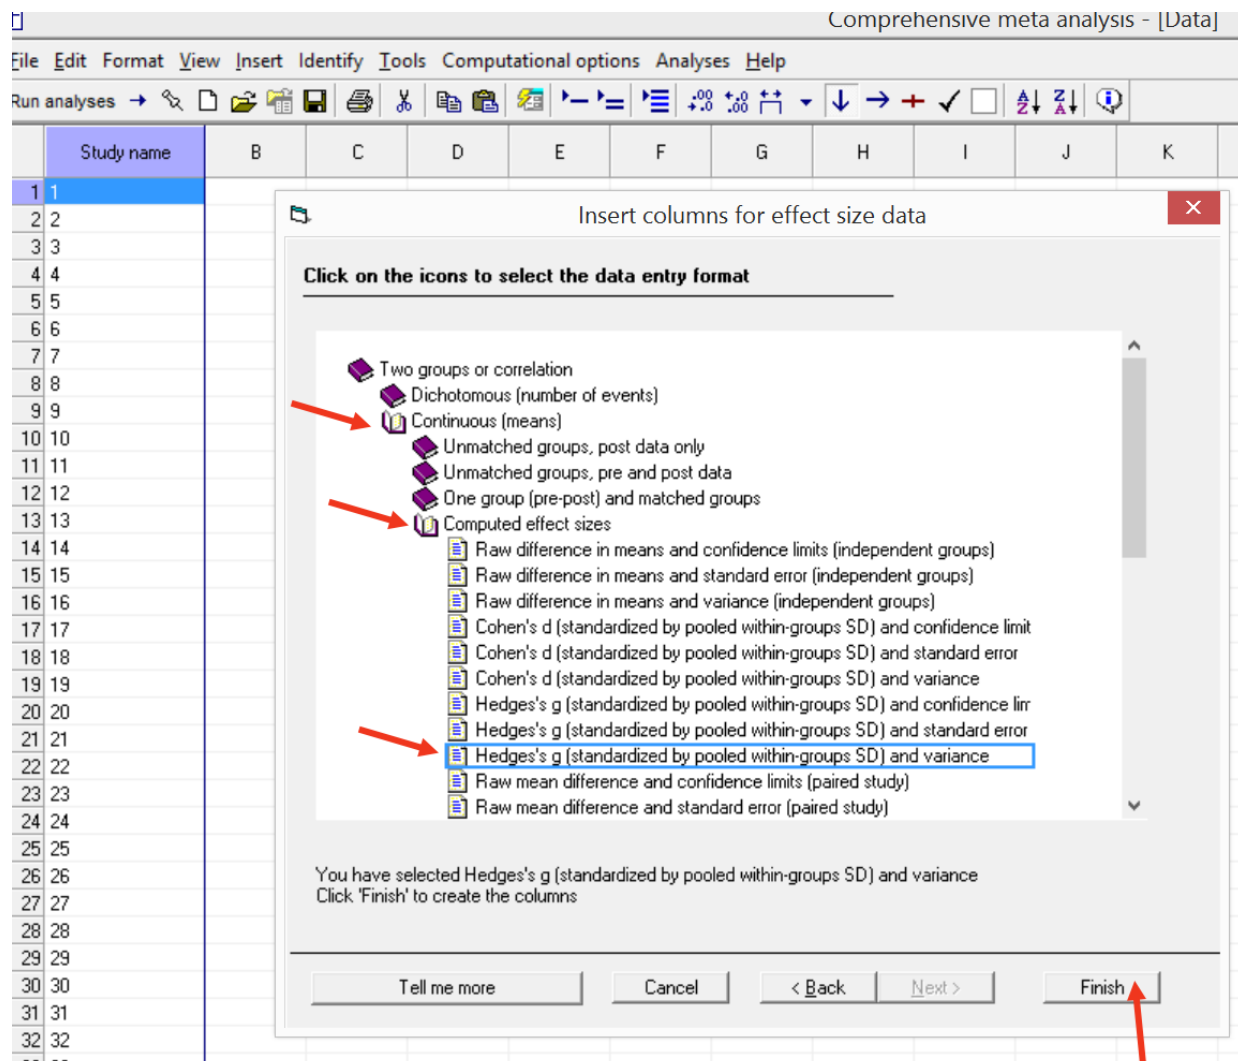 Comprehensive meta analysis - [Data]
File Edit Format View Insert Identify Tools Computational options Analyses Help
Run analyses
Study name B C D E F G H I J K
1 1
2 2
Insert columns for effect size data
3 3
4 4
Click on the icons to select the data entry format
5 5
6 6
7 7
Two groups or correlation
8 8
Dichotomous (number of events)
9 9
Continuous (means)
10 10
Unmatched groups, post data only
11 11
Unmatched groups, pre and post data
12 12
One group (pre-post) and matched groups
13 13
Computed effect sizes
14 14
Raw difference in means and confidence limits (independent groups)
15 15
Raw difference in means and standard error (independent groups)
16 16
Raw difference in means and variance (independent groups)
17 17
Cohen's d (standardized by pooled within-groups SD) and confidence limit
18 18
Cohen's d (standardized by pooled within-groups SD) and standard error
19 19
Cohen's d (standardized by pooled within-groups SD) and variance
20 20
Hedges's g (standardized by pooled within-groups SD) and confidence lim
21 21
Hedges's g (standardized by pooled within-groups SD) and standard error
22 22
Hedges's g (standardized by pooled within-groups SD) and variance
23 23
Raw mean difference and confidence limits (paired study)
24 24
Raw mean difference and standard error (paired study)
25 25
26 26
You have selected Hedges's g (standardized by pooled within-groups SD) and variance
27 27
Click 'Finish' to create the columns
28 28
29 29
30 30
Tell me more Cancel < Back Next > Finish
31 31
32 32